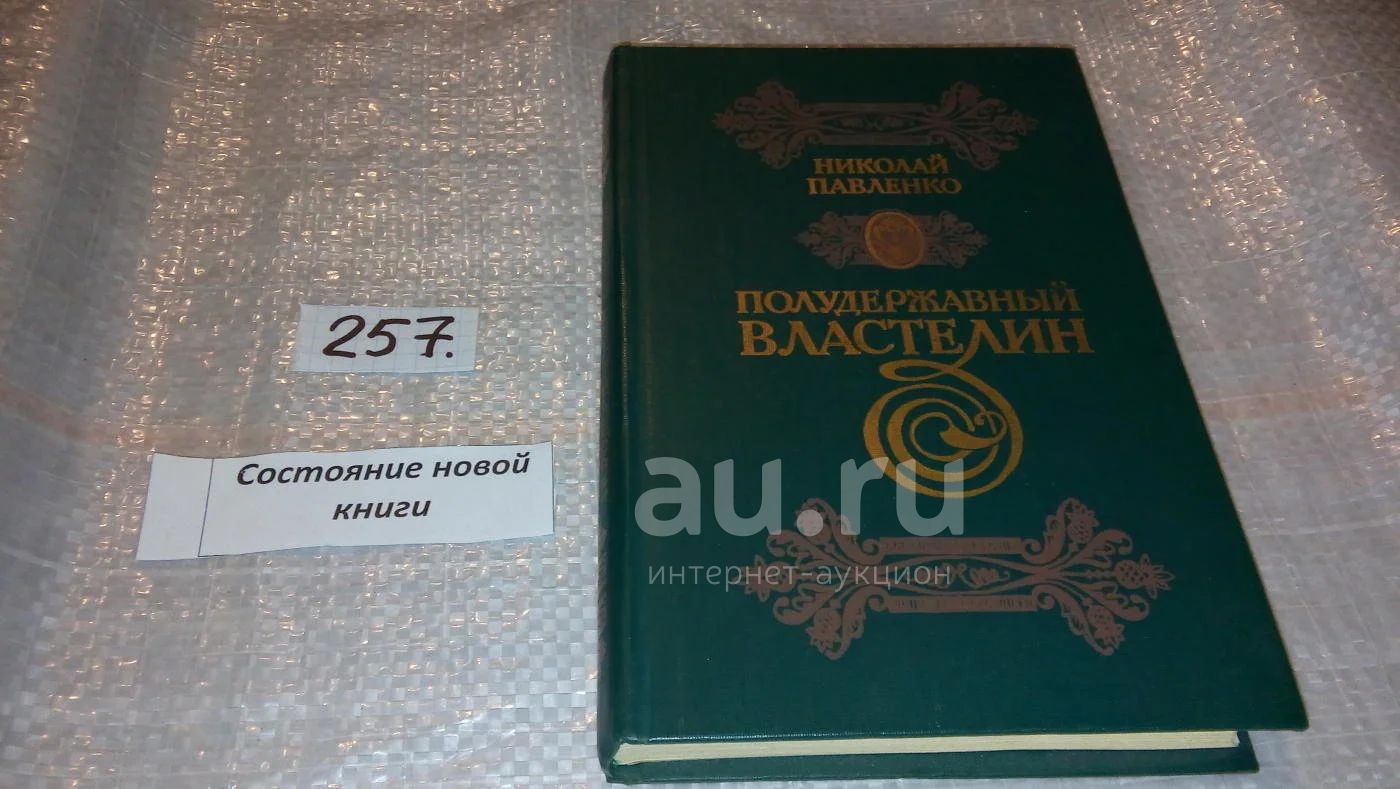 НИКОЛАЙ
ПАВЛЕНКО
ПОЛУДЕРЖАВНЫЙ
ВЛАСТЕЛИН
257.
Состояние новой
книги
au.ru
интернет-аукцион